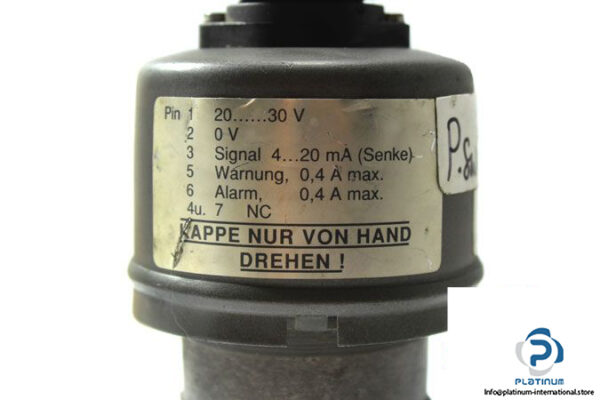 Pin 1 20......30 V
2 0 V
3 Signal 4...20 mA (Senke)
5 Warnung, 0,4 A max.
6 Alarm, 0,4 A max.
4u. 7 NC
KAPPE NUR VON HAND
DREHEN !
PLATINUM
https://platinum-international.store